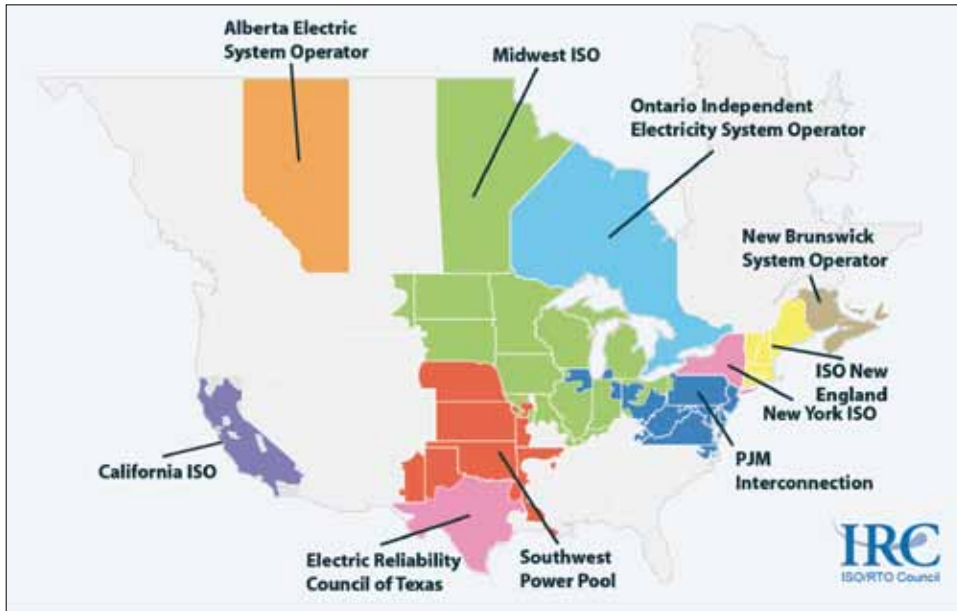 Alberta Electric
System Operator
Midwest ISO
Ontario Independent
Electricity System Operator
New Brunswick
System Operator
ISO New
England
New York ISO
California ISO
PJM
Interconnection
Electric Reliability
Council of Texas
Southwest
Power Pool
IRC
ISO/RTO Council